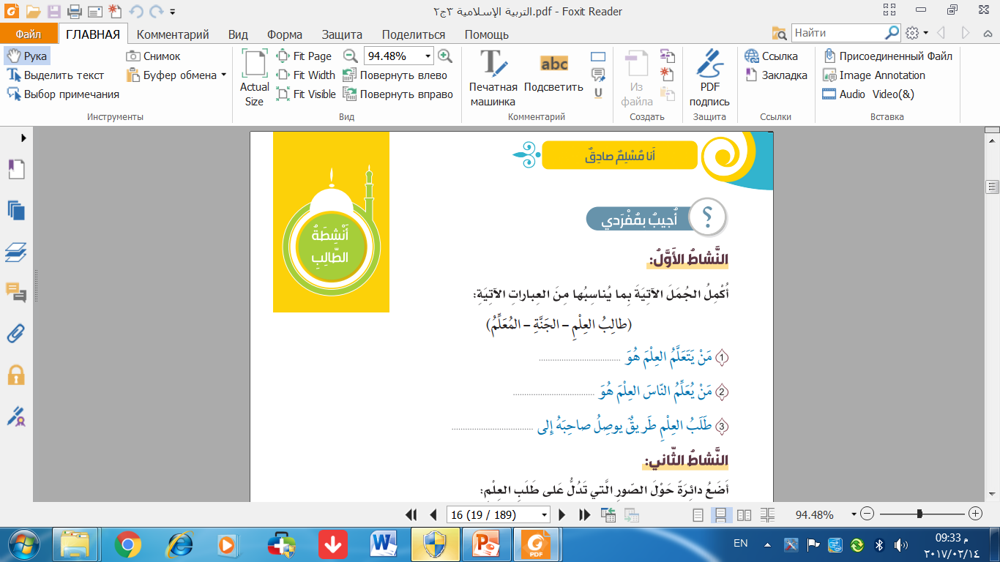 التربية الإسلامية ٣ج٢.pdf - Foxit Reader
Файл ГЛАВНАЯ Комментарий Вид Форма Защита Поделиться Помощь Найти
Рука
Выделить текст
Выбор примечания
Снимок
Буфер обмена
Инструменты
Actual Size
Fit Page
Fit Width
Fit Visible
94.48%
Повернуть влево
Повернуть вправо
Вид
Печатная машинка
abc
Подсветить
U
Комментарий
Из файла
Создать
PDF подпись
Защита
Ссылка
Закладка
Ссылки
Присоединенный Файл
Image Annotation
Audio Video(&)
Вставка
أَنا مُسْلِمٌ صادِقٌ
أَنْشِطَةُ
الطّالِبِ
؟ أُجيبُ بِمُفْرَدي
النَّشاطُ الأَوَّلُ:
أُكْمِلُ الجُمَلَ الآتِيَةَ بِما يُناسِبُها مِنَ العِباراتِ الآتِيَةِ:
(طالِبُ العِلْمِ – الجَنَّةِ – المُعَلِّمُ)
1 مَنْ يَتَعَلَّمُ العِلْمَ هُوَ ................................
2 مَنْ يُعَلِّمُ النّاسَ العِلْمَ هُوَ ................................
3 طَلَبُ العِلْمِ طَريقٌ يوصِلُ صاحِبَهُ إِلى ................................
النَّشاطُ الثّاني:
أَضَعُ دائِرَةً حَوْلَ الصّورِ الَّتي تَدُلُّ عَلى طَلَبِ العِلْمِ:
16 (19 / 189)
94.48%
PDF
EN
09:33 م
٢٠١٧/٠٢/١٤